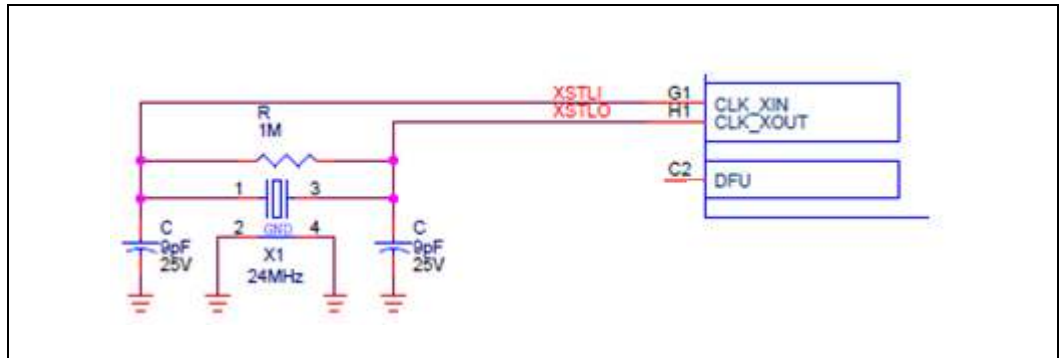 XSTLI G1 CLK_XIN
XSTLO H1 CLK_XOUT
R
1M
C2 DFU
1 3
2 GND 4
C
9pF
25V
X1
24MHz
C
9pF
25V